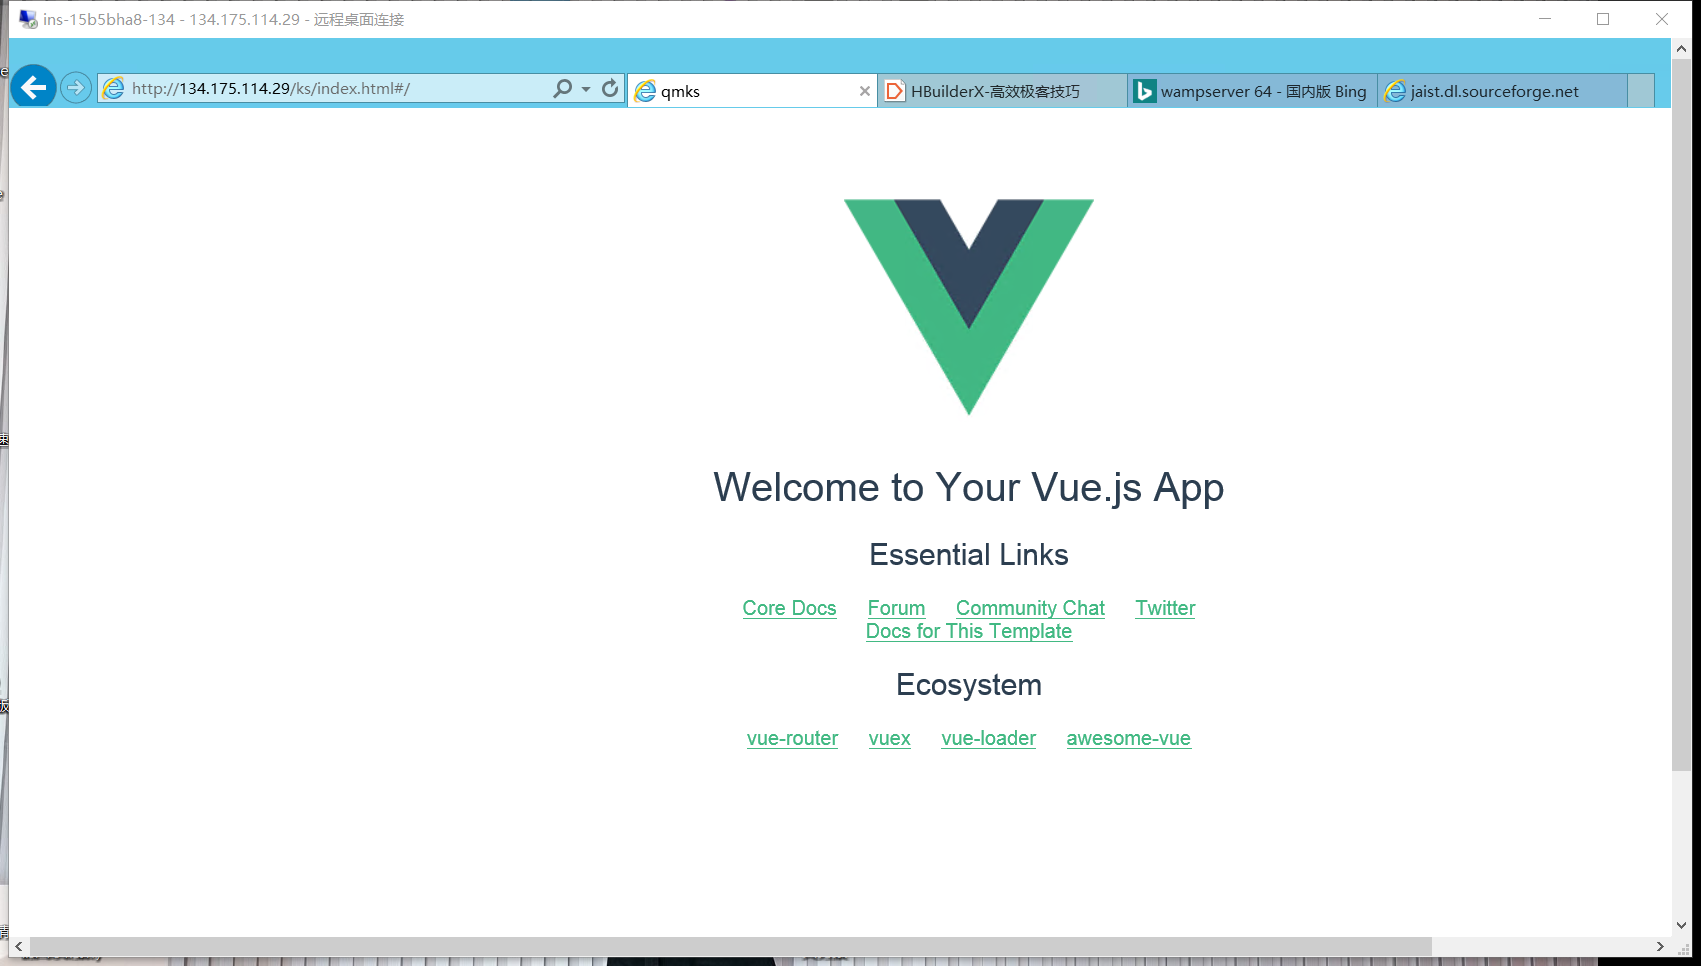 ins-15b5bha8-134 - 134.175.114.29 - 远程桌面连接
http://134.175.114.29/ks/index.html#/
qmks
HBuilderX-高效极客技巧
wampserver 64 - 国内版 Bing
jaist.dl.sourceforge.net
Welcome to Your Vue.js App
Essential Links
Core Docs Forum Community Chat Twitter
Docs for This Template
Ecosystem
vue-router vuex vue-loader awesome-vue